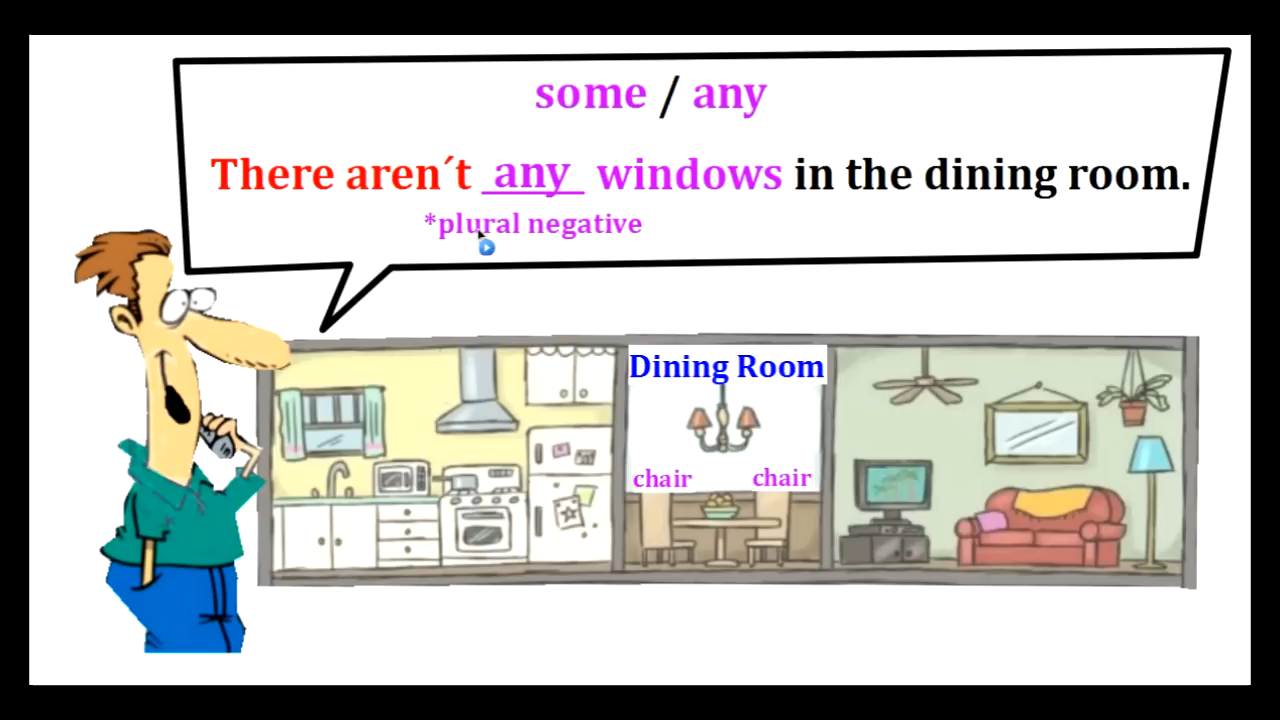 some / any
There aren´t any windows in the dining room.
*plural negative
Dining Room
chair chair